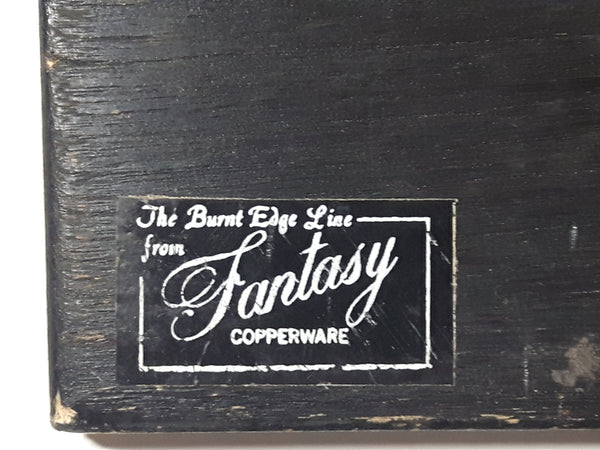 The Burnt Edge Line
from
Fantasy
COPPERWARE